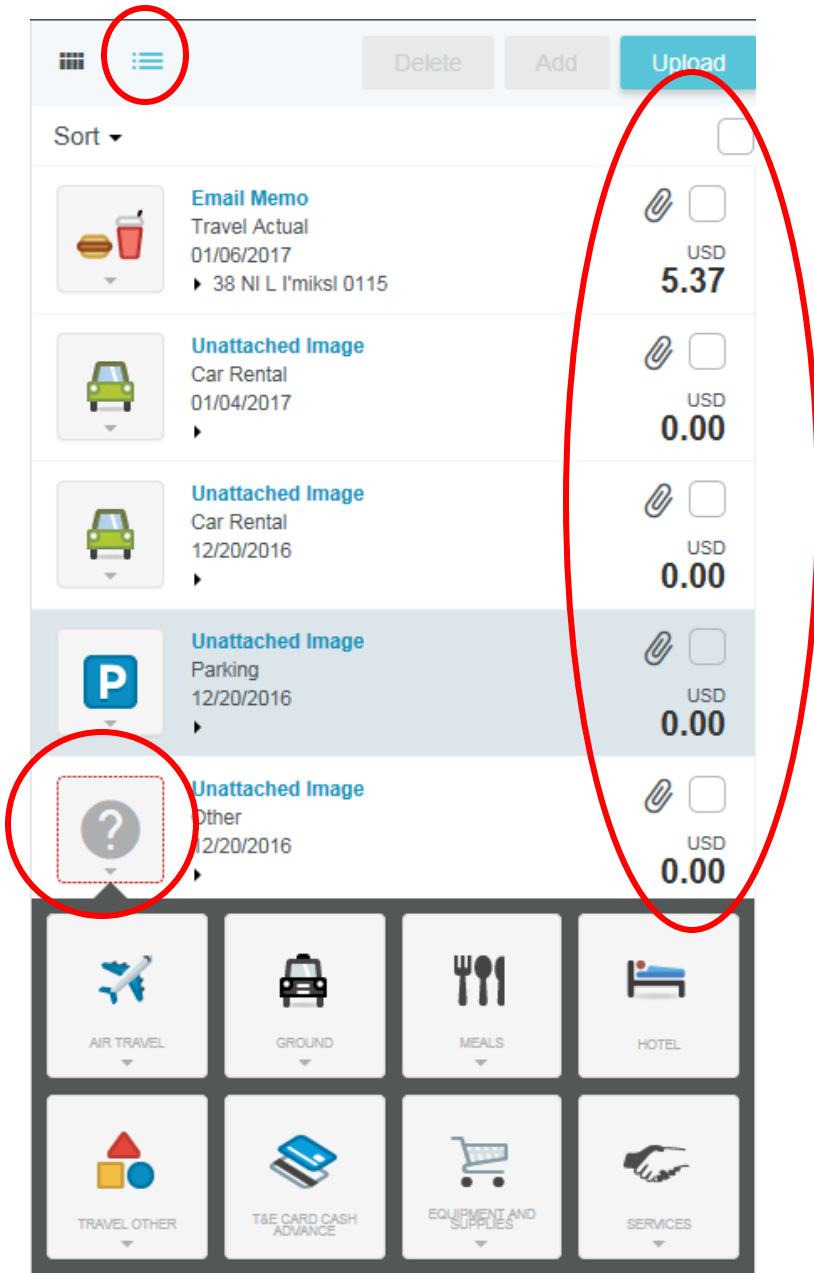 Delete Add Upload
Sort
Email Memo
Travel Actual
01/06/2017
38 NI L I'miksl 0115
USD
5.37
Unattached Image
Car Rental
01/04/2017
USD
0.00
Unattached Image
Car Rental
12/20/2016
USD
0.00
P
Unattached Image
Parking
12/20/2016
USD
0.00
?
Unattached Image
Other
12/20/2016
USD
0.00
AIR TRAVEL
GROUND
MEALS
HOTEL
TRAVEL OTHER
T&E CARD CASH
ADVANCE
EQUIPMENT AND
SUPPLIES
SERVICES